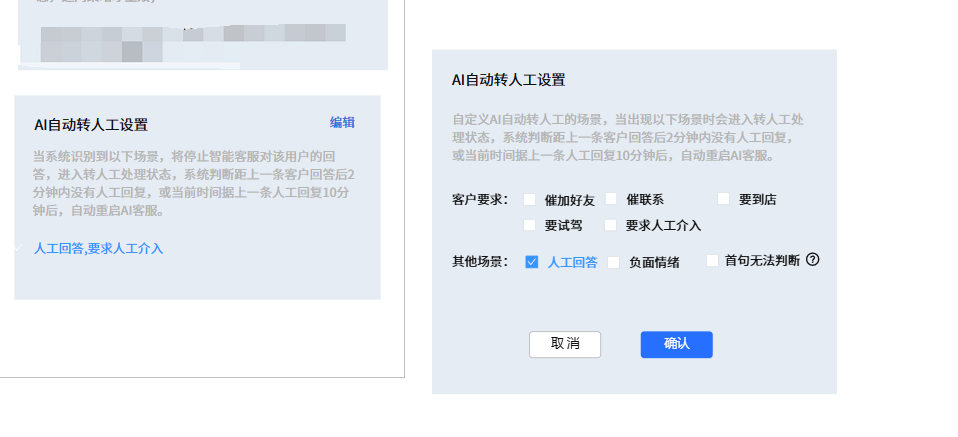 AI自动转人工设置
编辑
当系统识别到以下场景，将停止智能客服对该用户的回
答，进入转人工处理状态，系统判断距上一条客户回答后2
分钟内没有人工回复，或当前时间据上一条人工回复10分
钟后，自动重启AI客服。
人工回答,要求人工介入
AI自动转人工设置
自定义AI自动转人工的场景，当出现以下场景时会进入转人工处
理状态，系统判断距上一条客户回答后2分钟内没有人工回复，
或当前时间据上一条人工回复10分钟后，自动重启AI客服。
客户要求： 催加好友 催联系 要到店
要试驾 要求人工介入
其他场景： 人工回答 负面情绪 首句无法判断 ?
取消 确认